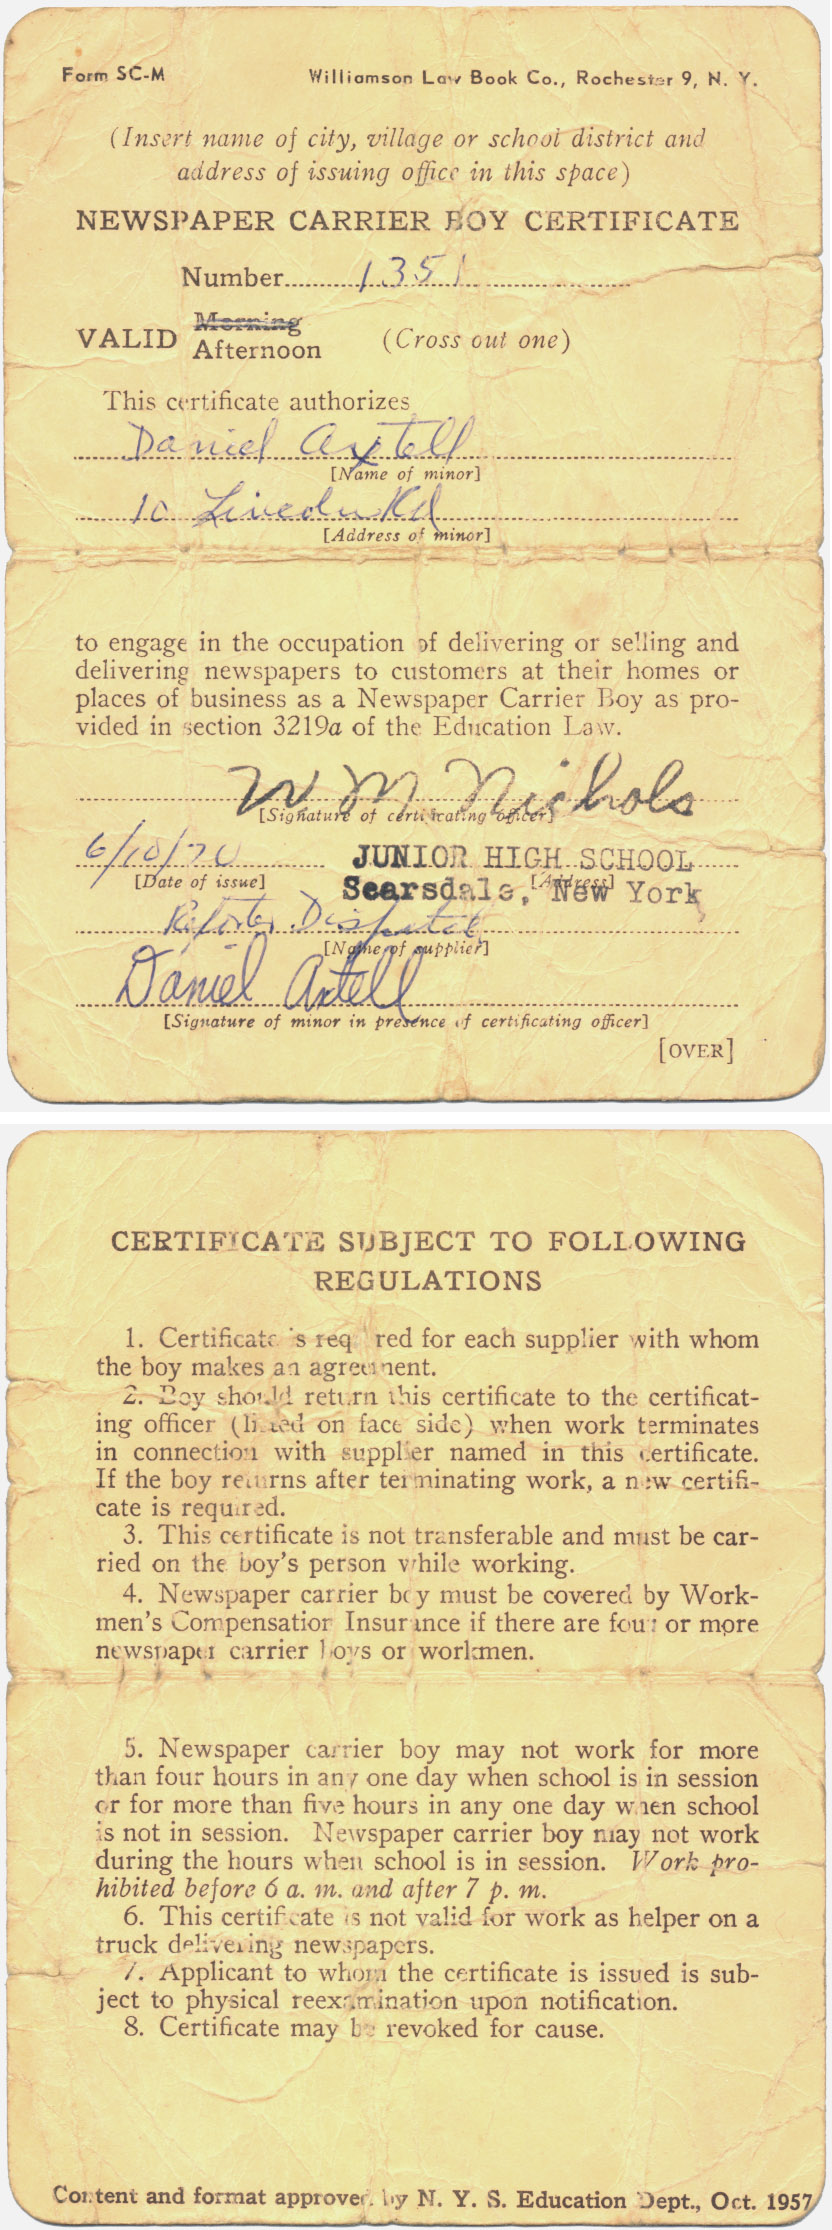 Form SC-M Williamson Law Book Co., Rochester 9, N. Y.
(Insert name of city, village or school district and
address of issuing office in this space)
NEWSPAPER CARRIER BOY CERTIFICATE
Number 1351
Morning
VALID (Cross out one)
Afternoon
This certificate authorizes
Daniel Axtell
[Name of minor]
10 Rd
[Address of minor]
to engage in the occupation of delivering or selling and
delivering newspapers to customers at their homes or
places of business as a Newspaper Carrier Boy as pro-
vided in section 3219a of the Education Law.
W M Nichols
[Signature of certificating officer]
6/10/70 JUNIOR HIGH SCHOOL
[Date of issue] [Address]
Scarsdale, New York
Reporter Dispatch
[Name of supplier]
Daniel Axtell
[Signature of minor in presence of certificating officer]
[OVER]
CERTIFICATE SUBJECT TO FOLLOWING
REGULATIONS
1. Certificate is required for each supplier with whom
the boy makes an agreement.
2. Boy should return this certificate to the certificat-
ing officer (listed on face side) when work terminates
in connection with supplier named in this certificate.
If the boy returns after terminating work, a new certifi-
cate is required.
3. This certificate is not transferable and must be car-
ried on the boy's person while working.
4. Newspaper carrier boy must be covered by Work-
men's Compensation Insurance if there are four or more
newspaper carrier boys or workmen.
5. Newspaper carrier boy may not work for more
than four hours in any one day when school is in session
or for more than five hours in any one day when school
is not in session. Newspaper carrier boy may not work
during the hours when school is in session. Work pro-
hibited before 6 a. m. and after 7 p. m.
6. This certificate is not valid for work as helper on a
truck delivering newspapers.
7. Applicant to whom the certificate is issued is sub-
ject to physical reexamination upon notification.
8. Certificate may be revoked for cause.
Content and format approved by N. Y. S. Education Dept., Oct. 1957